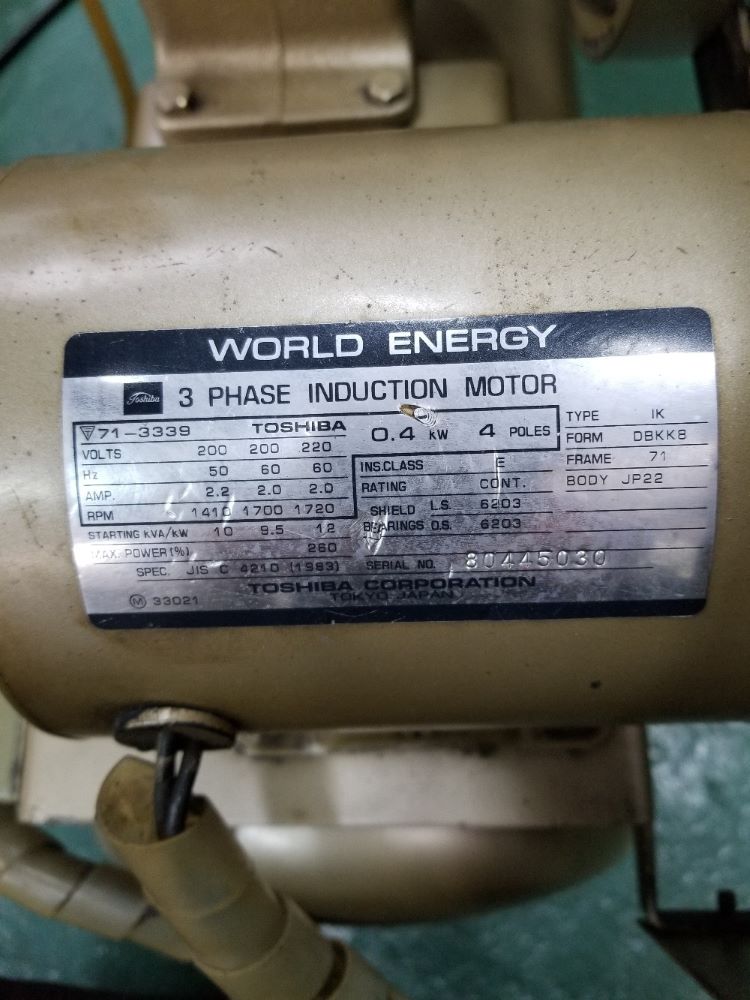 WORLD ENERGY
Toshiba 3 PHASE INDUCTION MOTOR
71-3339 TOSHIBA
VOLTS 200 200 220
Hz 50 60 60
AMP. 2.2 2.0 2.0
RPM 1410 1700 1720
STARTING KVA/KW 10 9.5 12
MAX. POWER (%) 260
SPEC. JIS C 4210 (1983)
0.4 KW 4 POLES
INS.CLASS E
RATING CONT.
SHIELD L.S. 6203
BEARINGS O.S. 6203
SERIAL NO. 80445030
TYPE IK
FORM DBKK8
FRAME 71
BODY JP22
TOSHIBA CORPORATION
M 33021 TOKYO JAPAN